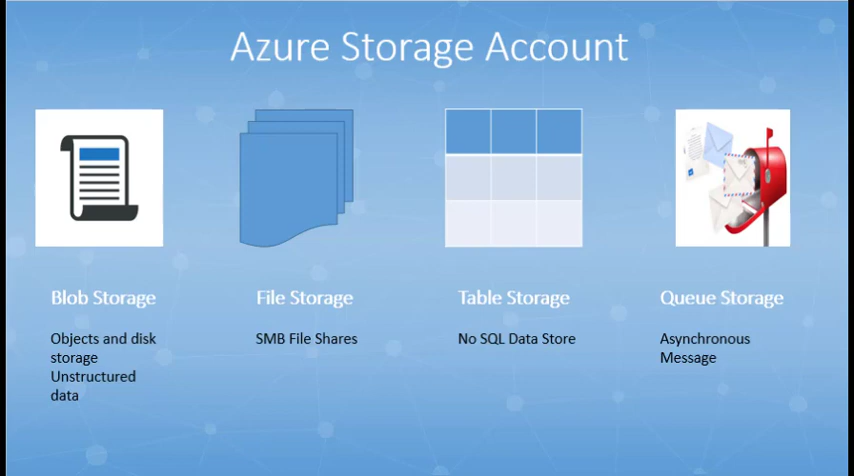 Azure Storage Account
Blob Storage
Objects and disk
storage
Unstructured
data
File Storage
SMB File Shares
Table Storage
No SQL Data Store
Queue Storage
Asynchronous
Message